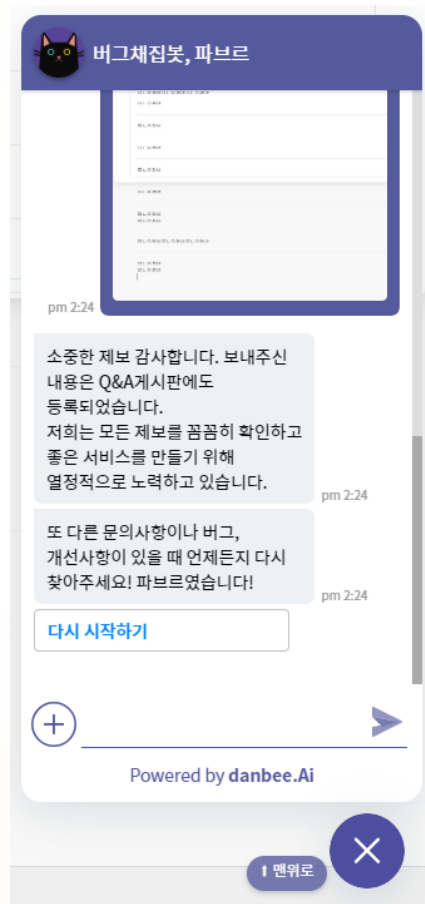 버그채집봇, 파브르
pm 2:24
소중한 제보 감사합니다. 보내주신
내용은 Q&A게시판에도
등록되었습니다.
저희는 모든 제보를 꼼꼼히 확인하고
좋은 서비스를 만들기 위해
열정적으로 노력하고 있습니다.
pm 2:24
또 다른 문의사항이나 버그,
개선사항이 있을 때 언제든지 다시
찾아주세요! 파브르였습니다!
pm 2:24
다시 시작하기
Powered by danbee.Ai
⬆ 맨위로